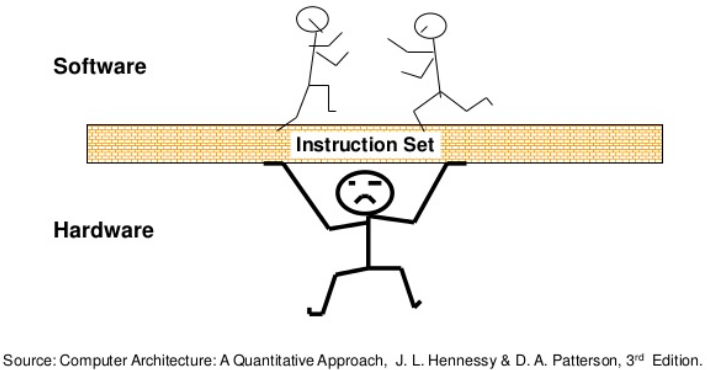 Software
Instruction Set
Hardware
Source: Computer Architecture: A Quantitative Approach, J. L. Hennessy & D. A. Patterson, 3rd Edition.